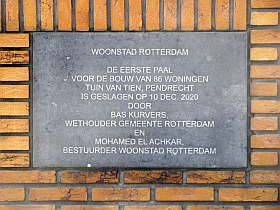 WOONSTAD ROTTERDAM
DE EERSTE PAAL
VOOR DE BOUW VAN 86 WONINGEN
TUIN VAN TIEN, PENDRECHT
IS GESLAGEN OP 10 DEC. 2020
DOOR
BAS KURVERS,
WETHOUDER GEMEENTE ROTTERDAM
EN
MOHAMED EL ACHKAR,
BESTUURDER WOONSTAD ROTTERDAM